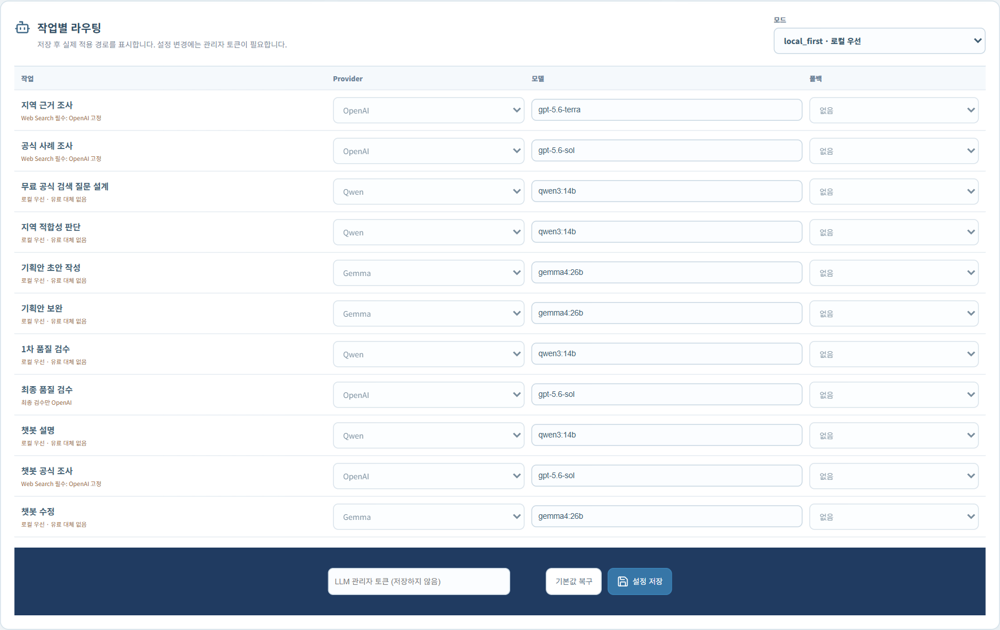 작업별 라우팅
저장 후 실제 적용 경로를 표시합니다. 설정 변경에는 관리자 토큰이 필요합니다.
모드
local_first · 로컬 우선
작업 Provider 모델 폴백
지역 근거 조사
Web Search 필수: OpenAI 고정
OpenAI gpt-5.6-terra 없음
공식 사례 조사
Web Search 필수: OpenAI 고정
OpenAI gpt-5.6-sol 없음
무료 공식 검색 질문 설계
로컬 우선 · 유료 대체 없음
Qwen qwen3:14b 없음
지역 적합성 판단
로컬 우선 · 유료 대체 없음
Qwen qwen3:14b 없음
기획안 초안 작성
로컬 우선 · 유료 대체 없음
Gemma gemma4:26b 없음
기획안 보완
로컬 우선 · 유료 대체 없음
Gemma gemma4:26b 없음
1차 품질 검수
로컬 우선 · 유료 대체 없음
Qwen qwen3:14b 없음
최종 품질 검수
최종 검수만 OpenAI
OpenAI gpt-5.6-sol 없음
챗봇 설명
로컬 우선 · 유료 대체 없음
Qwen qwen3:14b 없음
챗봇 공식 조사
Web Search 필수: OpenAI 고정
OpenAI gpt-5.6-sol 없음
챗봇 수정
로컬 우선 · 유료 대체 없음
Gemma gemma4:26b 없음
LLM 관리자 토큰 (저장하지 않음) 기본값 복구 설정 저장